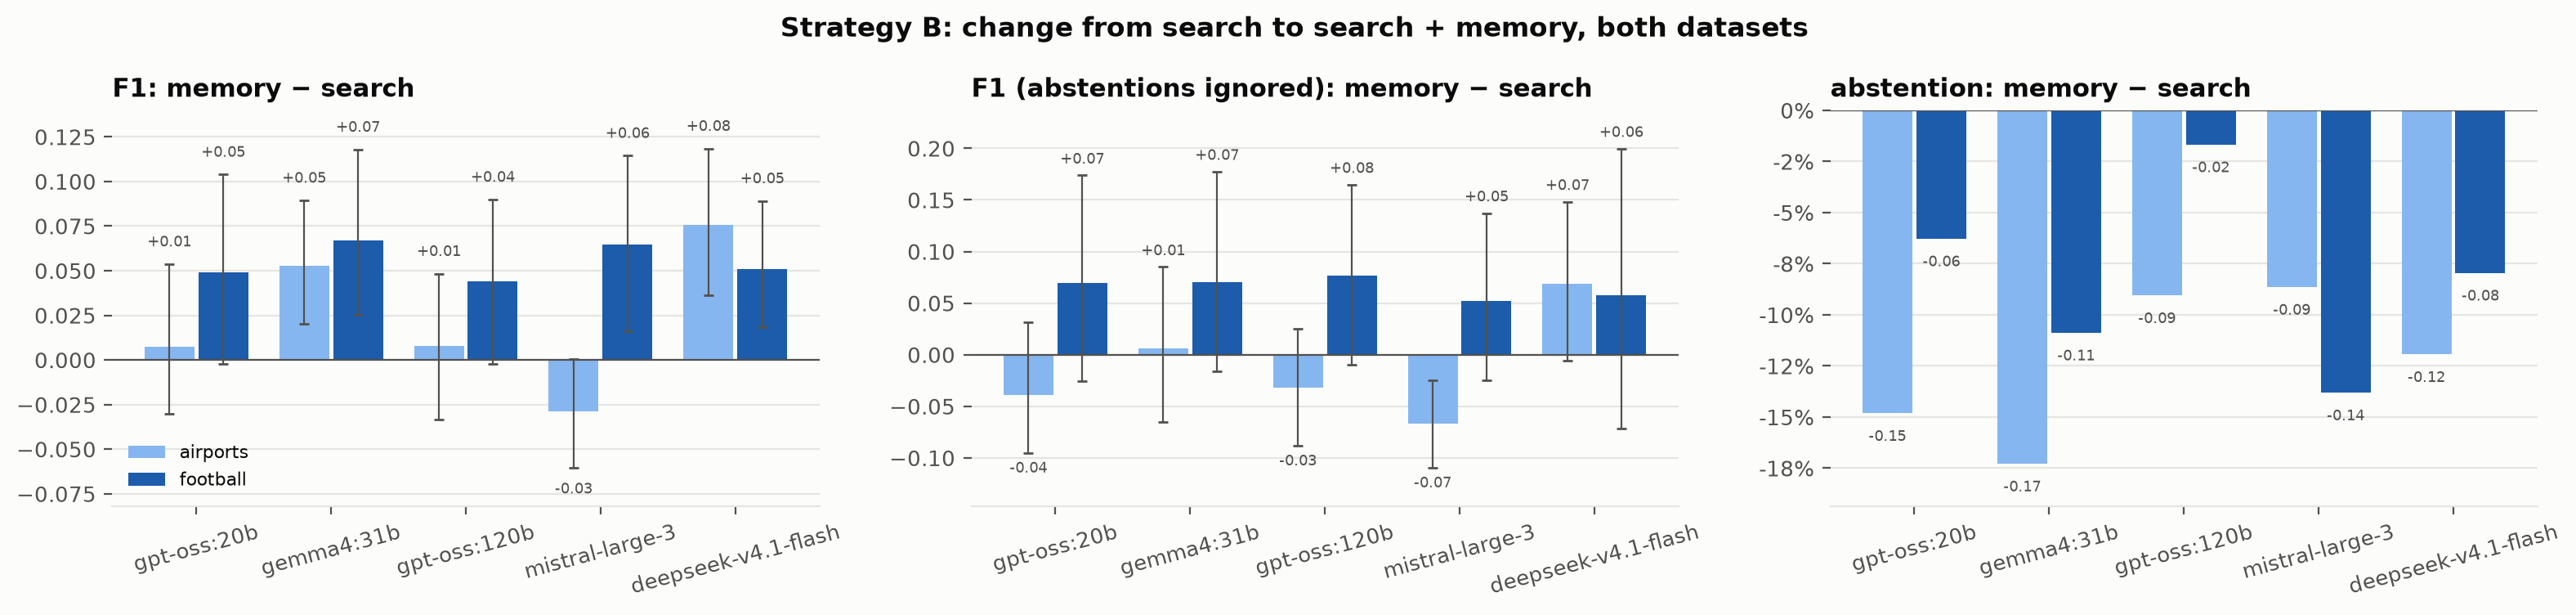 Strategy B: change from search to search + memory, both datasets
F1: memory − search
0.125
0.100
0.075
0.050
0.025
0.000
−0.025
−0.050
−0.075
+0.01
+0.05
+0.05
+0.07
+0.01
+0.04
-0.03
+0.06
+0.08
+0.05
airports
football
gpt-oss:20b
gemma4:31b
gpt-oss:120b
mistral-large-3
deepseek-v4.1-flash
F1 (abstentions ignored): memory − search
0.20
0.15
0.10
0.05
0.00
−0.05
−0.10
-0.04
+0.07
+0.01
+0.07
-0.03
+0.08
-0.07
+0.05
+0.07
+0.06
gpt-oss:20b
gemma4:31b
gpt-oss:120b
mistral-large-3
deepseek-v4.1-flash
abstention: memory − search
0%
-2%
-5%
-8%
-10%
-12%
-15%
-18%
-0.15
-0.06
-0.17
-0.11
-0.09
-0.02
-0.09
-0.14
-0.12
-0.08
gpt-oss:20b
gemma4:31b
gpt-oss:120b
mistral-large-3
deepseek-v4.1-flash